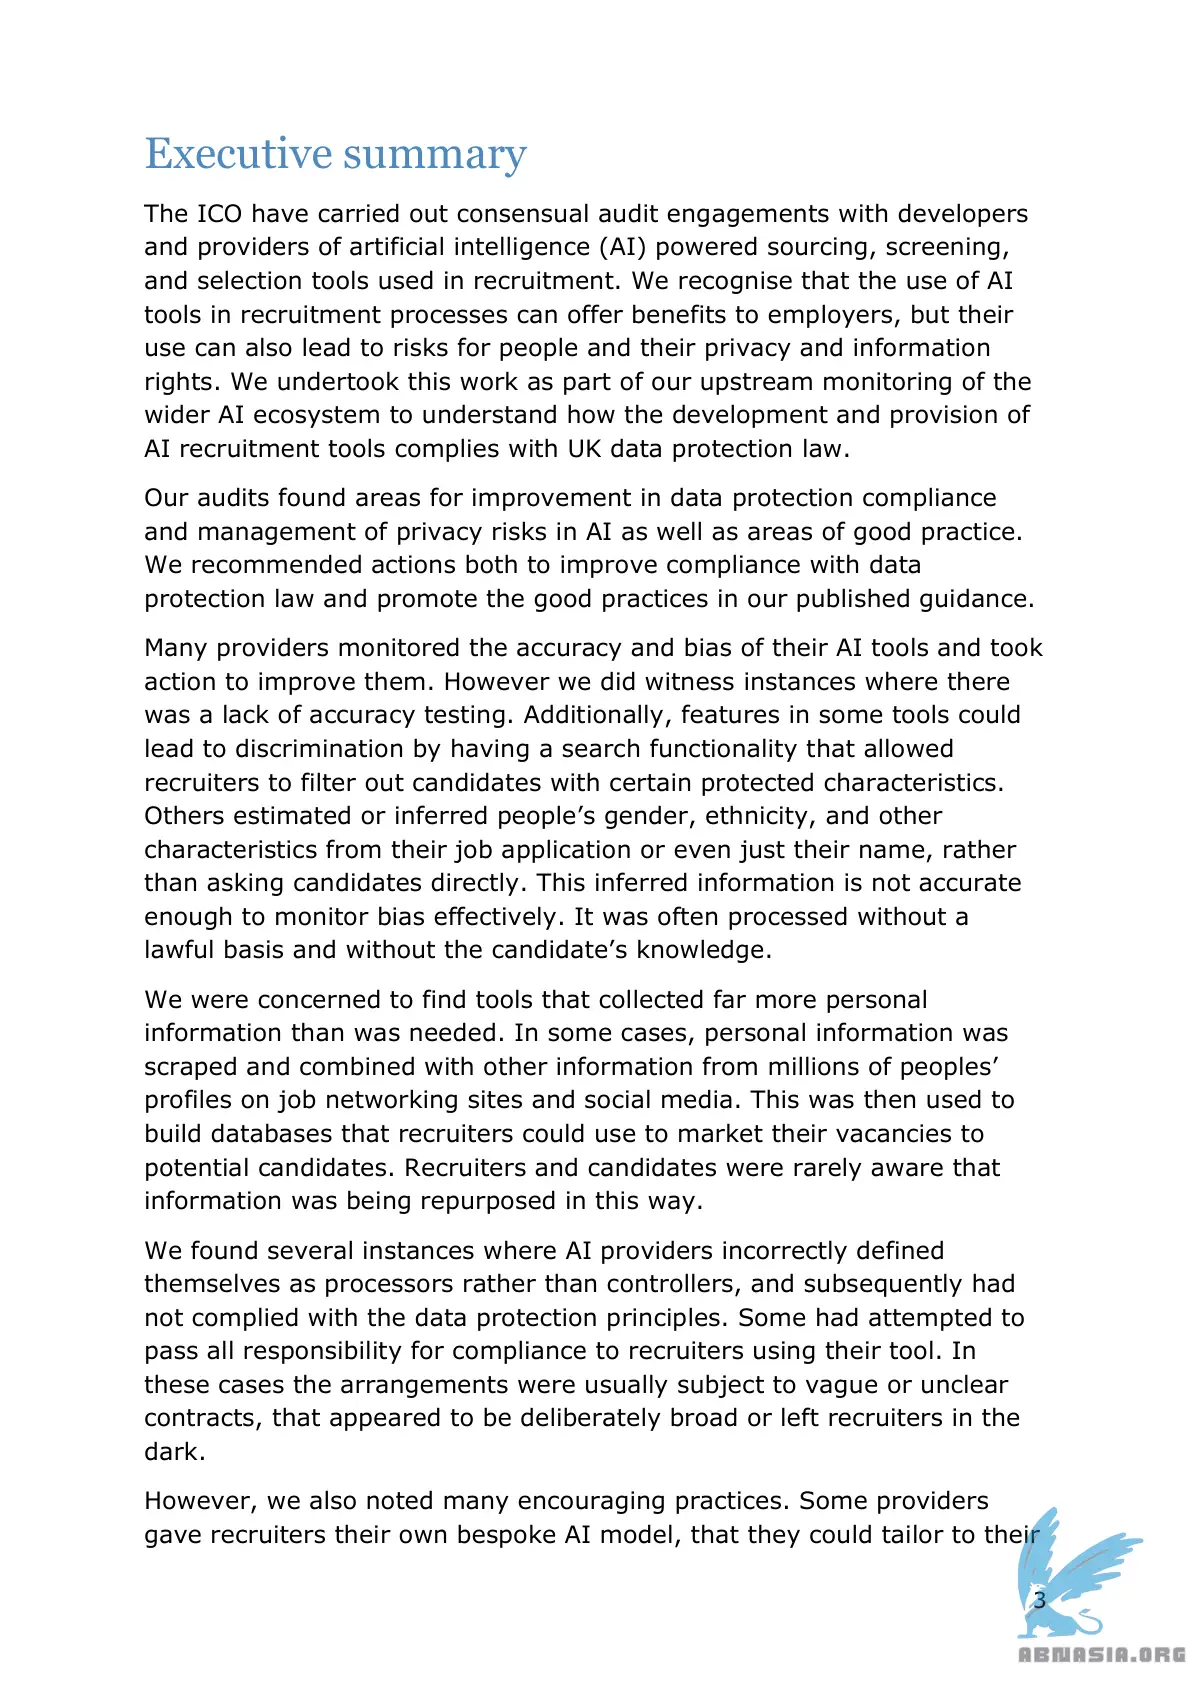 Executive summary
The ICO have carried out consensual audit engagements with developers
and providers of artificial intelligence (AI) powered sourcing, screening,
and selection tools used in recruitment. We recognise that the use of AI
tools in recruitment processes can offer benefits to employers, but their
use can also lead to risks for people and their privacy and information
rights. We undertook this work as part of our upstream monitoring of the
wider AI ecosystem to understand how the development and provision of
AI recruitment tools complies with UK data protection law.
Our audits found areas for improvement in data protection compliance
and management of privacy risks in AI as well as areas of good practice.
We recommended actions both to improve compliance with data
protection law and promote the good practices in our published guidance.
Many providers monitored the accuracy and bias of their AI tools and took
action to improve them. However we did witness instances where there
was a lack of accuracy testing. Additionally, features in some tools could
lead to discrimination by having a search functionality that allowed
recruiters to filter out candidates with certain protected characteristics.
Others estimated or inferred people’s gender, ethnicity, and other
characteristics from their job application or even just their name, rather
than asking candidates directly. This inferred information is not accurate
enough to monitor bias effectively. It was often processed without a
lawful basis and without the candidate’s knowledge.
We were concerned to find tools that collected far more personal
information than was needed. In some cases, personal information was
scraped and combined with other information from millions of peoples’
profiles on job networking sites and social media. This was then used to
build databases that recruiters could use to market their vacancies to
potential candidates. Recruiters and candidates were rarely aware that
information was being repurposed in this way.
We found several instances where AI providers incorrectly defined
themselves as processors rather than controllers, and subsequently had
not complied with the data protection principles. Some had attempted to
pass all responsibility for compliance to recruiters using their tool. In
these cases the arrangements were usually subject to vague or unclear
contracts, that appeared to be deliberately broad or left recruiters in the
dark.
However, we also noted many encouraging practices. Some providers
gave recruiters their own bespoke AI model, that they could tailor to their
3
ABNASIA.ORG